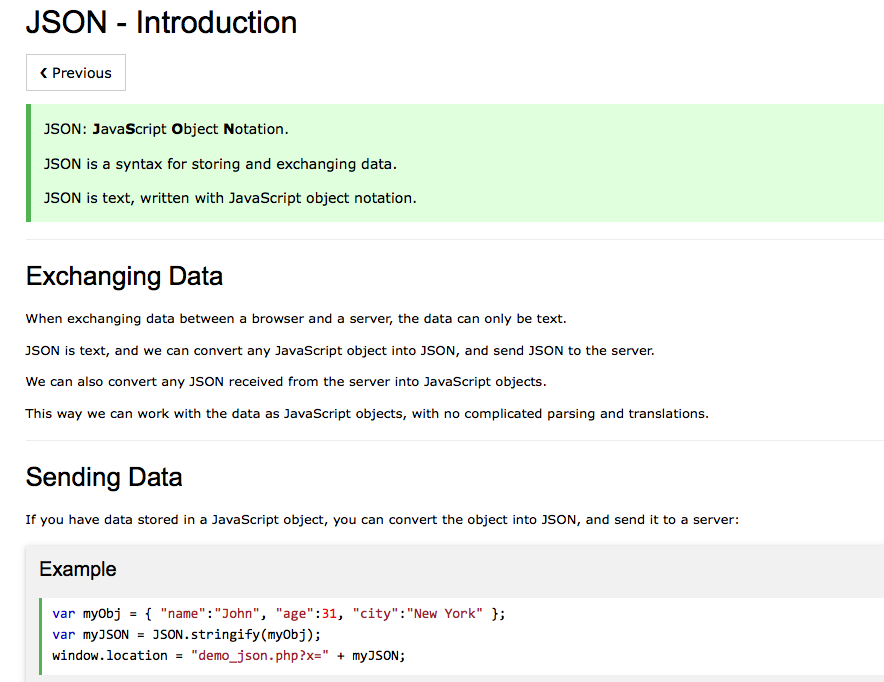 JSON - Introduction
❮ Previous
JSON: JavaScript Object Notation.
JSON is a syntax for storing and exchanging data.
JSON is text, written with JavaScript object notation.
Exchanging Data
When exchanging data between a browser and a server, the data can only be text.
JSON is text, and we can convert any JavaScript object into JSON, and send JSON to the server.
We can also convert any JSON received from the server into JavaScript objects.
This way we can work with the data as JavaScript objects, with no complicated parsing and translations.
Sending Data
If you have data stored in a JavaScript object, you can convert the object into JSON, and send it to a server:
Example
var myObj = { "name":"John", "age":31, "city":"New York" };
var myJSON = JSON.stringify(myObj);
window.location = "demo_json.php?x=" + myJSON;